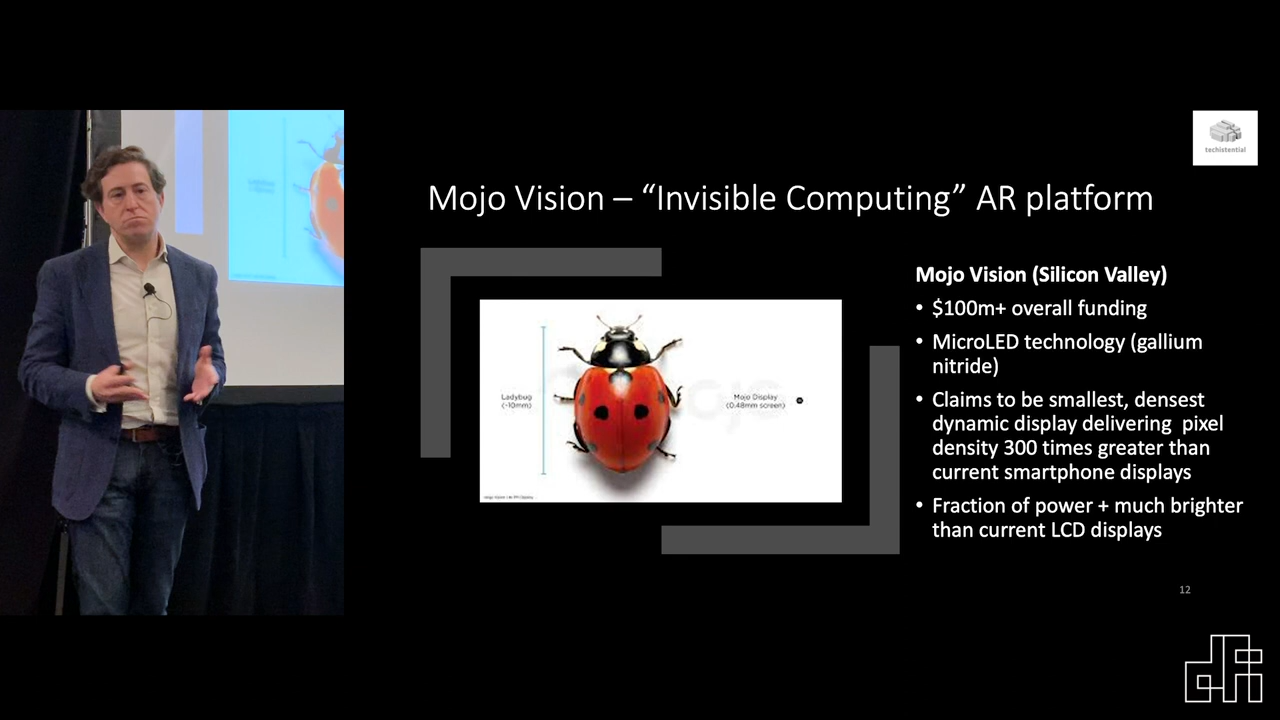 techistential
Mojo Vision – “Invisible Computing” AR platform
Mojo Vision (Silicon Valley)
• $100m+ overall funding
• MicroLED technology (gallium
nitride)
• Claims to be smallest, densest
dynamic display delivering pixel
density 300 times greater than
current smartphone displays
• Fraction of power + much brighter
than current LCD displays
Ladybug
(~10mm)
Mojo Display
(0.48mm screen)
12